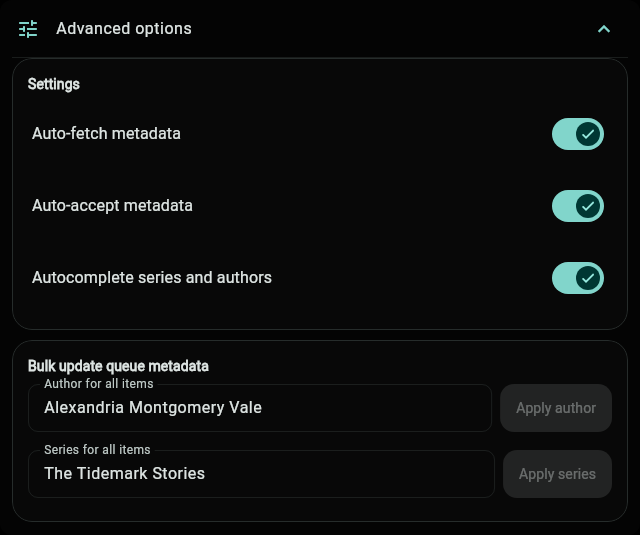 Advanced options
Settings
Auto-fetch metadata
Auto-accept metadata
Autocomplete series and authors
Bulk update queue metadata
Author for all items
Alexandria Montgomery Vale
Apply author
Series for all items
The Tidemark Stories
Apply series